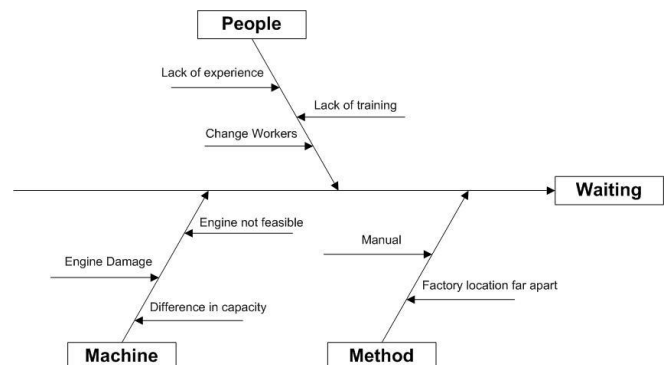 People
Lack of experience
Lack of training
Change Workers
Waiting
Engine not feasible
Manual
Engine Damage
Factory location far apart
Difference in capacity
Machine
Method